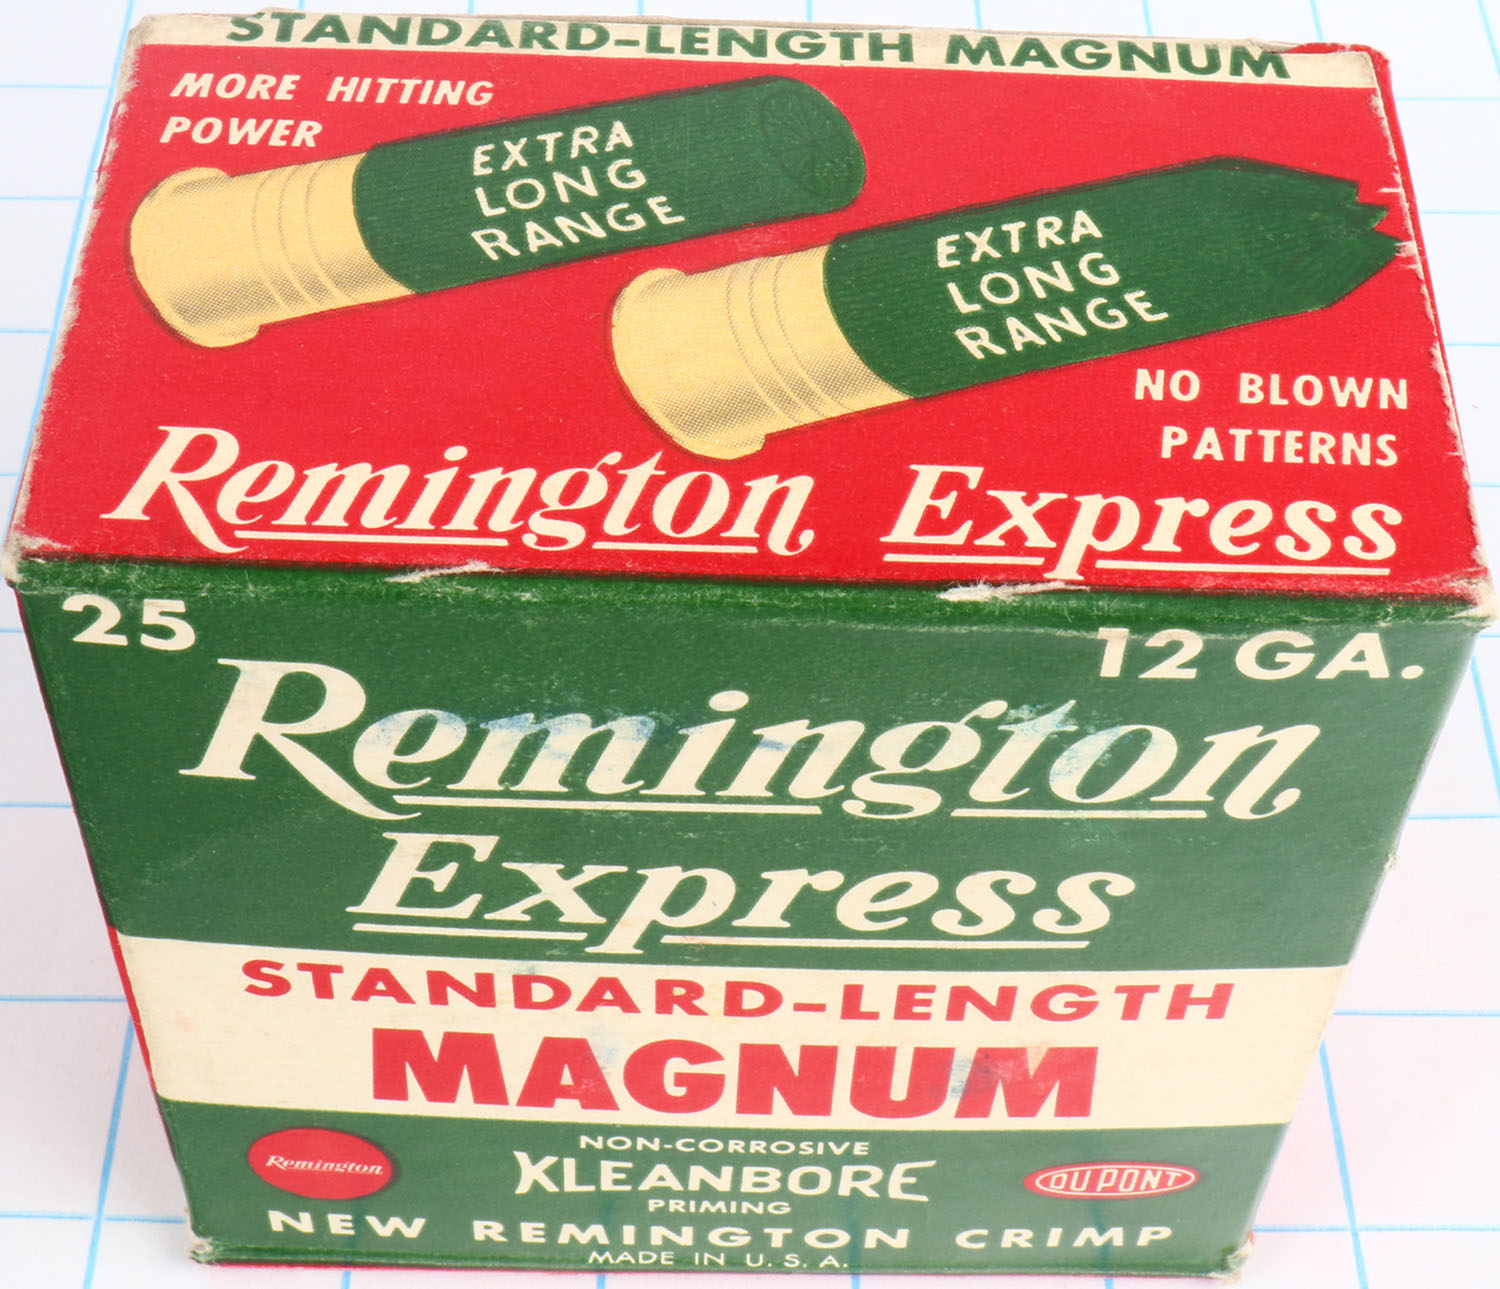 STANDARD-LENGTH MAGNUM
MORE HITTING
POWER
EXTRA
LONG
RANGE
EXTRA
LONG
RANGE
NO BLOWN
PATTERNS
Remington Express
25
12 GA.
Remington
Express
STANDARD-LENGTH
MAGNUM
Remington
NON-CORROSIVE
KLEANBORE
PRIMING
DU PONT
NEW REMINGTON CRIMP
MADE IN U.S.A.